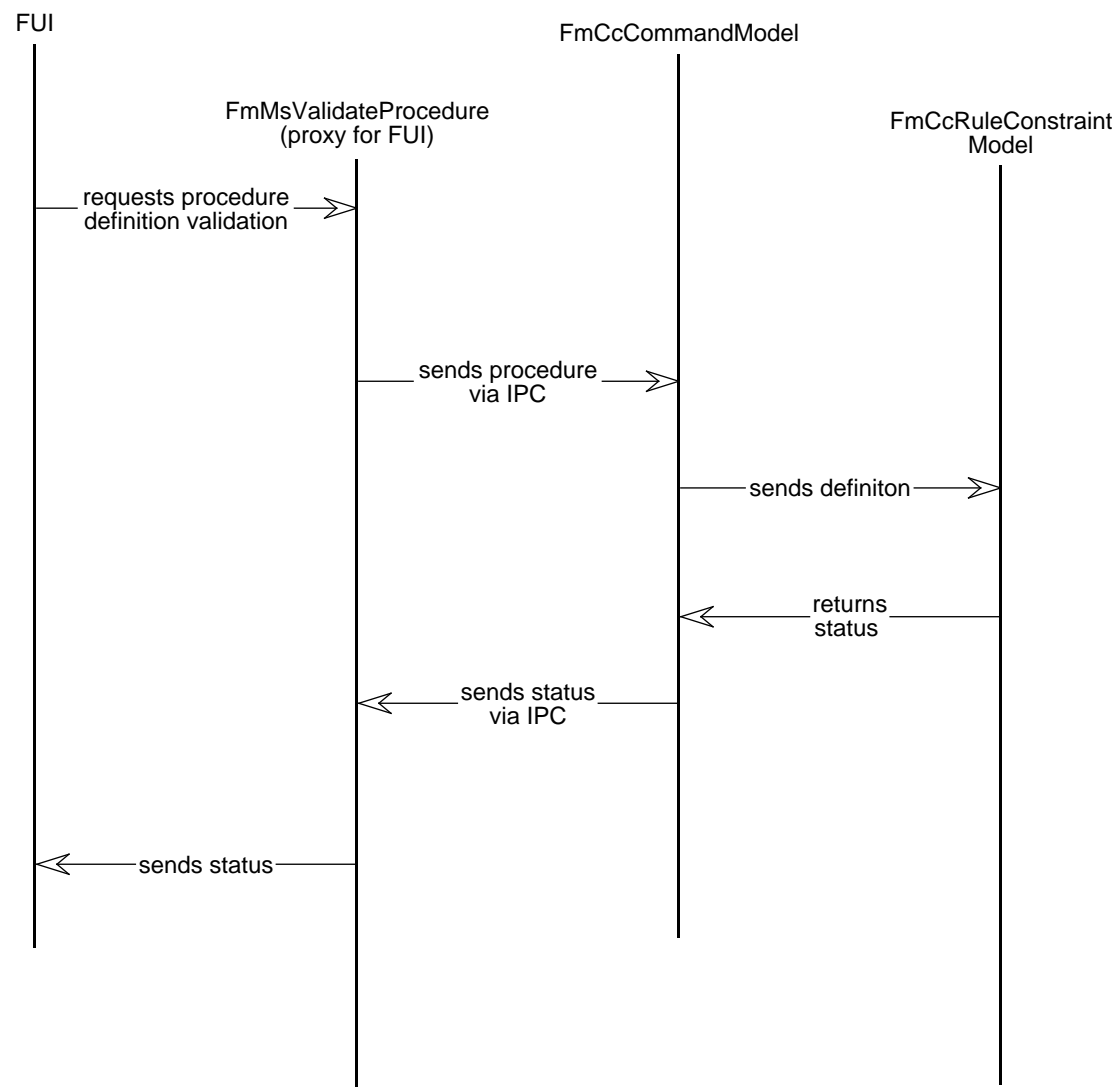 FUI
FmCcCommandModel
FmMsValidateProcedure
(proxy for FUI)
FmCcRuleConstraint
Model
requests procedure
definition validation
sends procedure
via IPC
sends definiton
returns
status
sends status
via IPC
sends status